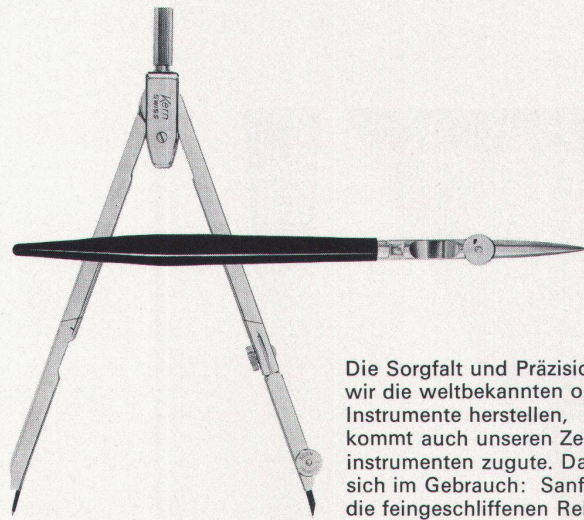 Kern
SWISS
Die Sorgfalt und
wir die weltbekannten
Instrumente herstellen,
kommt auch unseren
instrumenten zugute.
sich im Gebrauch:
die feingeschliffenen